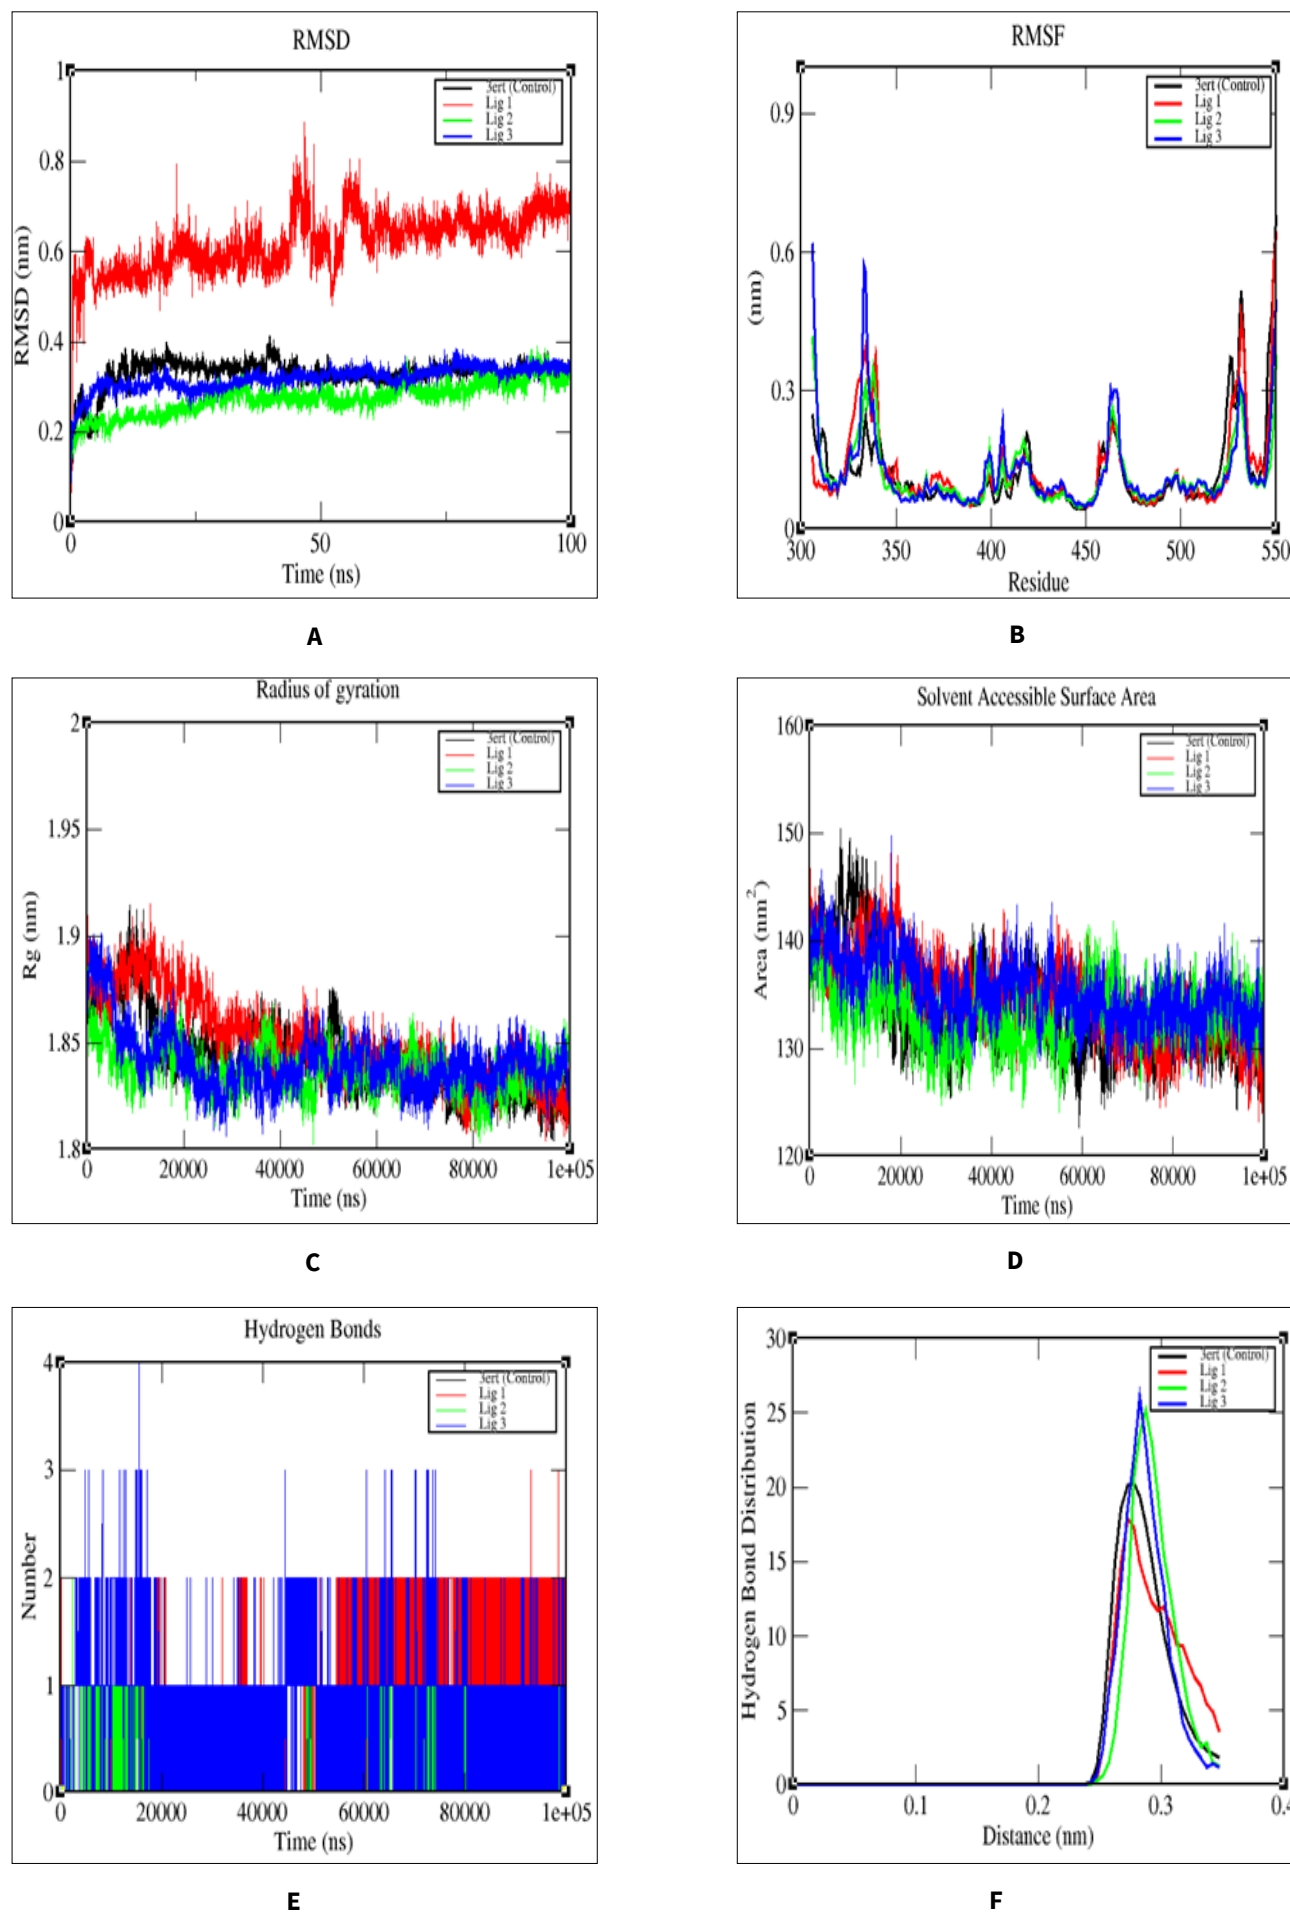 RMSD
1
3ert (Control)
Lig 1
Lig 2
Lig 3
0.8
0.6
0.4
0.2
0
RMSD (nm)
0
50
100
Time (ns)
A
RMSF
3ert (Control)
Lig 1
Lig 2
Lig 3
0.9
0.6
0.3
0
(nm)
300
350
400
450
500
550
Residue
B
Radius of gyration
2
3ert (Control)
Lig 1
Lig 2
Lig 3
1.95
1.9
1.85
1.8
Rg (nm)
0
20000
40000
60000
80000
1e+05
Time (ns)
C
Solvent Accessible Surface Area
160
3ert (Control)
Lig 1
Lig 2
Lig 3
150
140
130
120
Area (nm²)
0
20000
40000
60000
80000
1e+05
Time (ns)
D
Hydrogen Bonds
4
3ert (Control)
Lig 1
Lig 2
Lig 3
3
2
1
0
Number
0
20000
40000
60000
80000
1e+05
Time (ns)
E
30
3ert (Control)
Lig 1
Lig 2
Lig 3
25
20
15
10
5
0
Hydrogen Bond Distribution
0
0.1
0.2
0.3
Distance (nm)
F